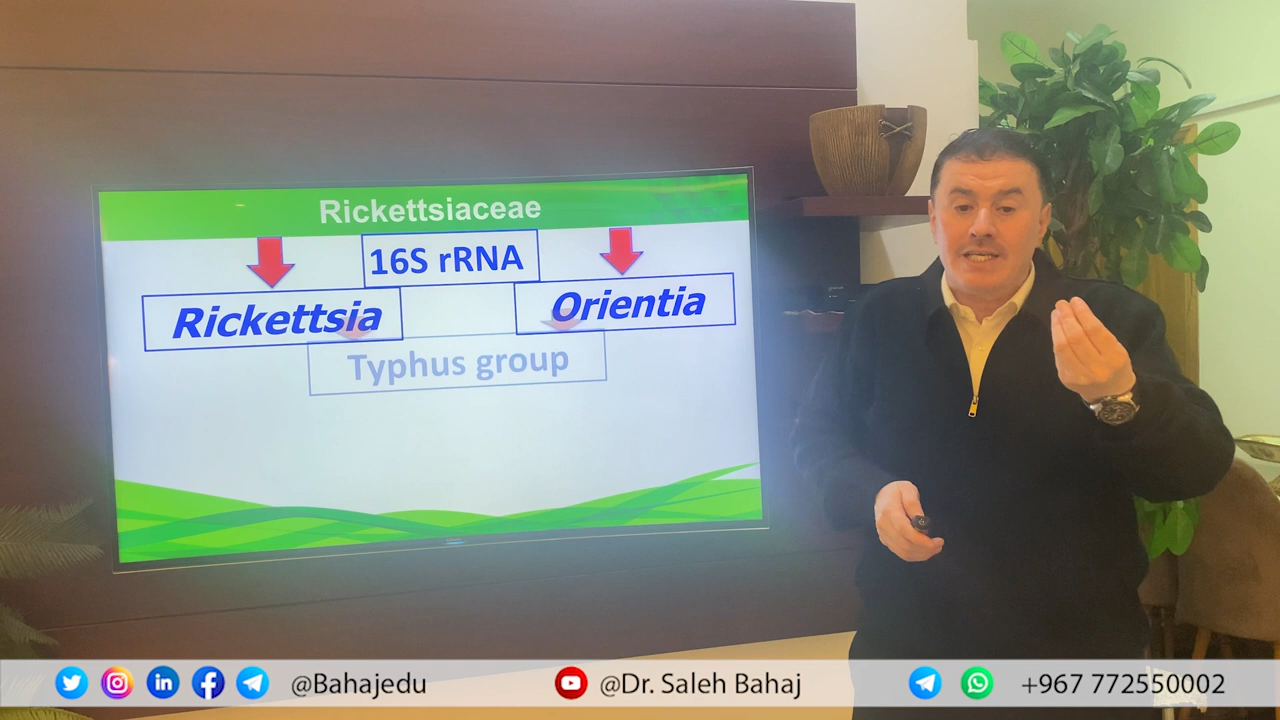 Rickettsiaceae
16S rRNA
Rickettsia
Orientia
Typhus group
@Bahajedu
@Dr. Saleh Bahaj
+967 772550002